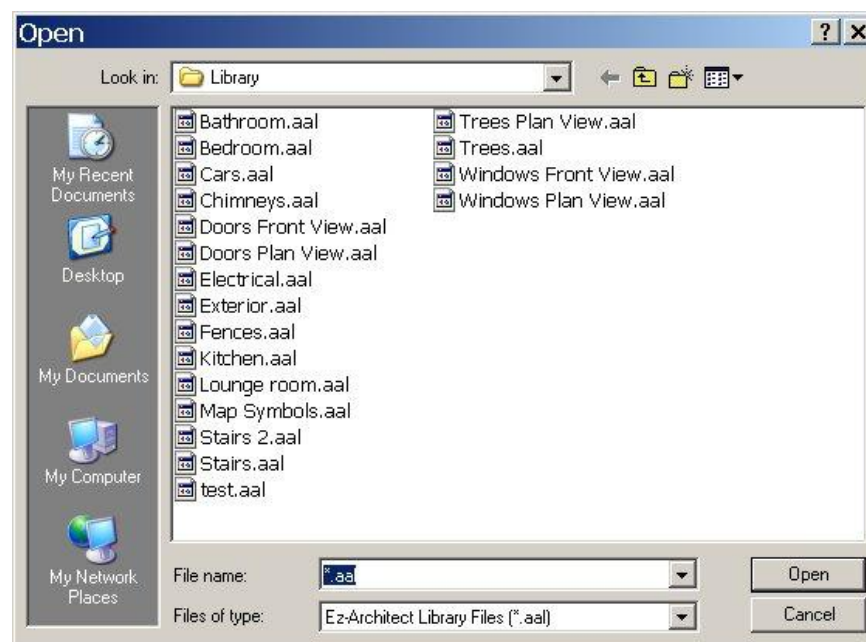 Open
Look in: Library
My Recent
Documents
Desktop
My Documents
My Computer
My Network
Places
Bathroom.aal
Bedroom.aal
Cars.aal
Chimneys.aal
Doors Front View.aal
Doors Plan View.aal
Electrical.aal
Exterior.aal
Fences.aal
Kitchen.aal
Lounge room.aal
Map Symbols.aal
Stairs 2.aal
Stairs.aal
test.aal
Trees Plan View.aal
Trees.aal
Windows Front View.aal
Windows Plan View.aal
File name: *.aal
Open
Files of type: Ez-Architect Library Files (*.aal)
Cancel